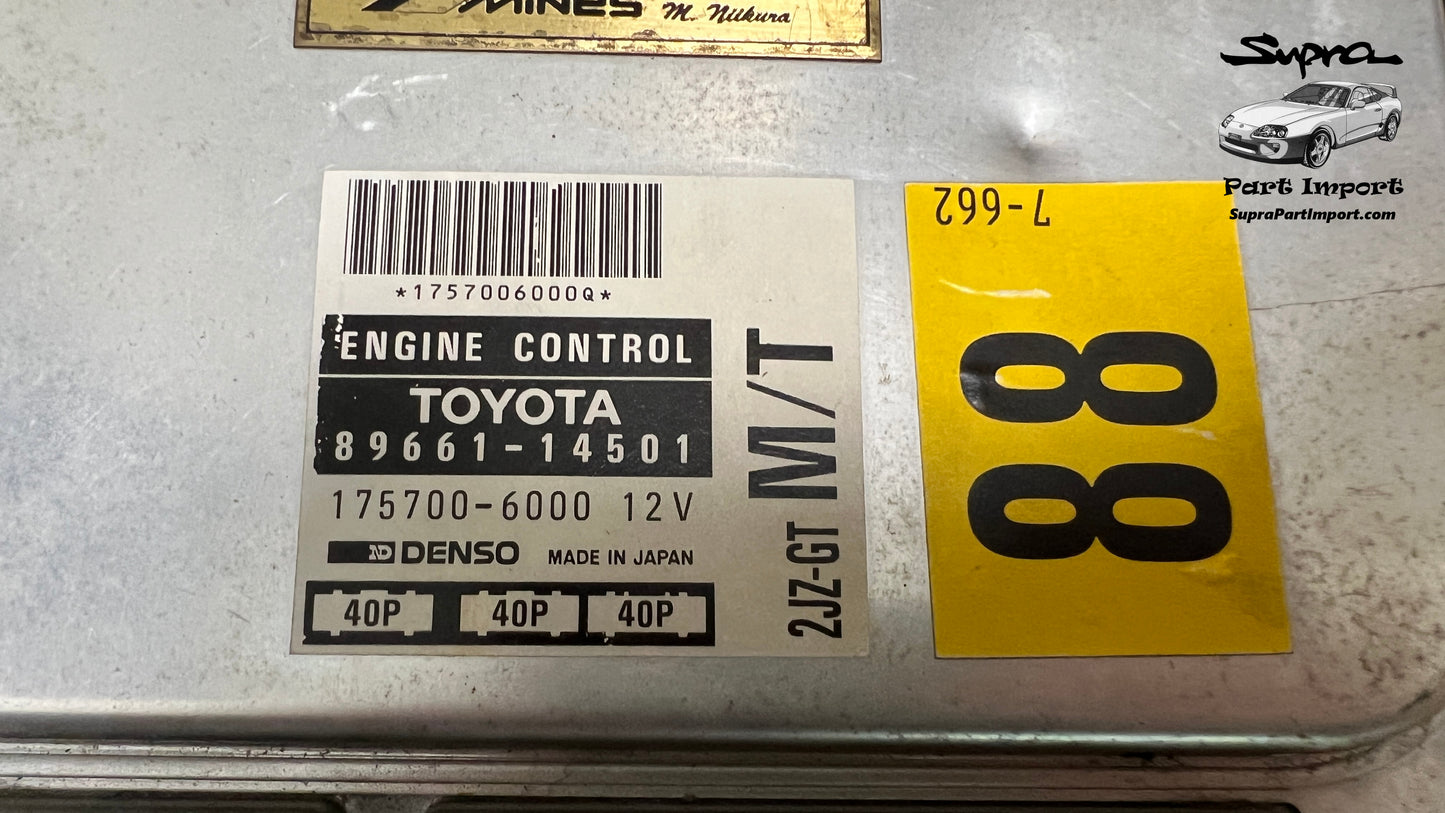 MINES M. Niikura
Supra
Part Import
SupraPartImport.com
*1757006000Q*
ENGINE CONTROL
TOYOTA
89661-14501
175700-6000 12V
ND DENSO MADE IN JAPAN
40P 40P 40P
2JZ-GT M/T
7-662
88